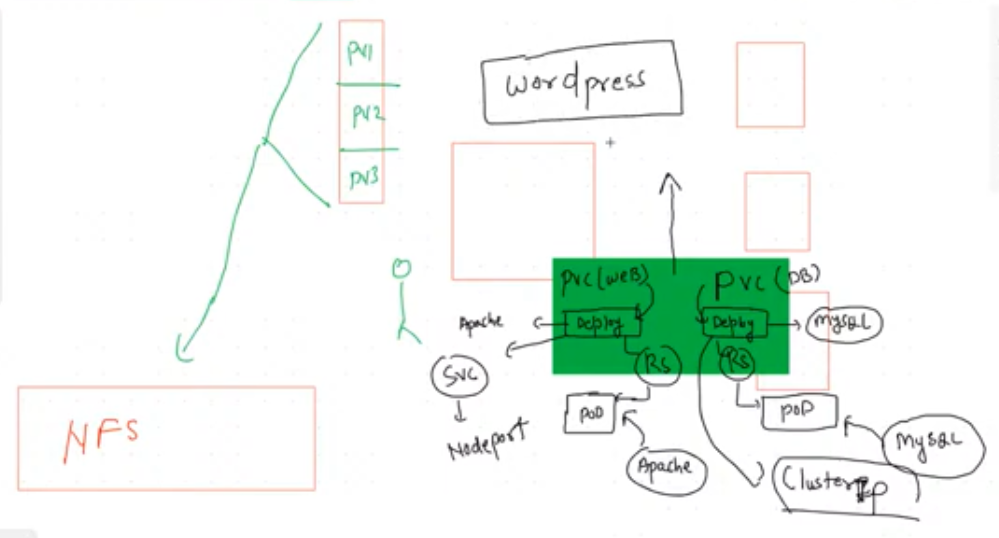 PV1
PV2
PV3
wordpress
PVC(WEB)
PVC (DB)
Apache
Deploy
Deploy
MySQL
SVC
RS
RS
Nodeport
POD
POD
Apache
MySQL
ClusterIP
NFS